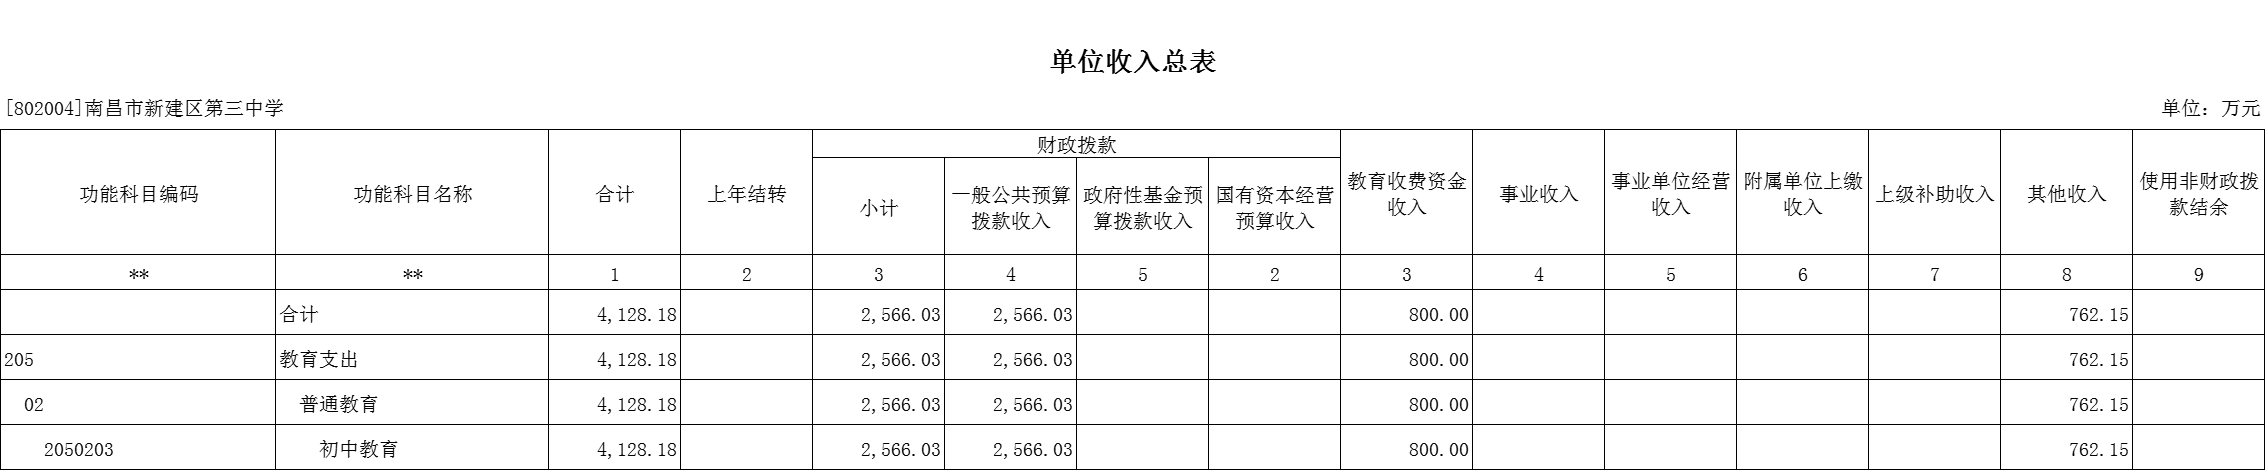 单位收入总表
[802004]南昌市新建区第三中学 单位：万元
功能科目编码 功能科目名称 合计 上年结转 财政拨款 教育收费资金收入 事业收入 事业单位经营收入 附属单位上缴收入 上级补助收入 其他收入 使用非财政拨款结余
小计 一般公共预算拨款收入 政府性基金预算拨款收入 国有资本经营预算收入
** ** 1 2 3 4 5 2 3 4 5 6 7 8 9
合计 4,128.18 2,566.03 2,566.03 800.00 762.15
205 教育支出 4,128.18 2,566.03 2,566.03 800.00 762.15
02 普通教育 4,128.18 2,566.03 2,566.03 800.00 762.15
2050203 初中教育 4,128.18 2,566.03 2,566.03 800.00 762.15